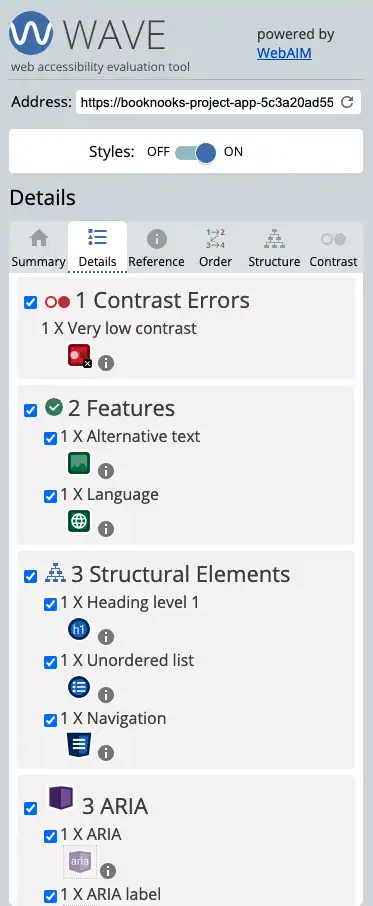 WAVE
powered by
WebAIM
web accessibility evaluation tool
Address: https://booknooks-project-app-5c3a20ad55
Styles: OFF ON
Details
Summary Details Reference Order Structure Contrast
1 Contrast Errors
1 X Very low contrast
2 Features
1 X Alternative text
1 X Language
3 Structural Elements
1 X Heading level 1
h1
1 X Unordered list
1 X Navigation
3 ARIA
1 X ARIA
aria
1 X ARIA label